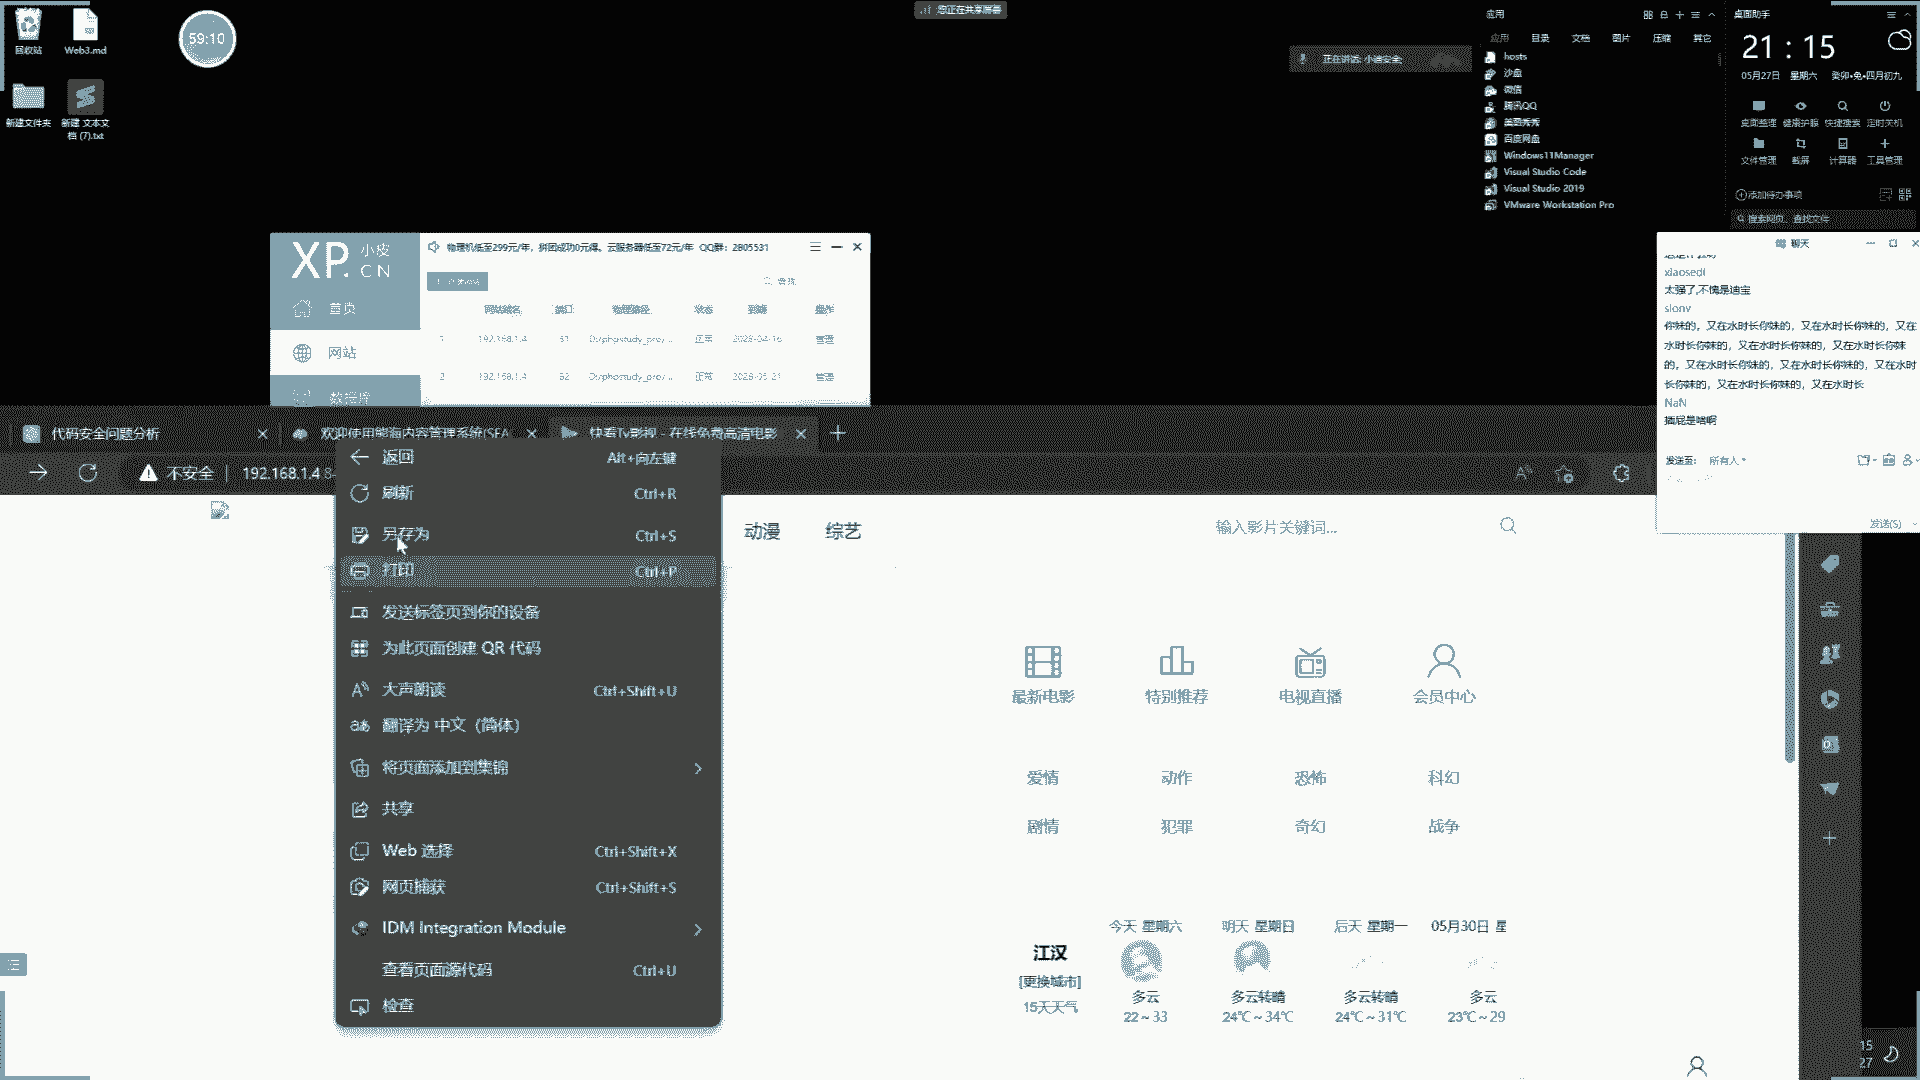 回收站
Web3.md
新建文件夹
新建 文本文
档 (7).txt
59:10
您正在共享屏幕
正在讲话: 小迪安全;
应用
应用 目录 文档 图片 压缩 其它
hosts
沙盘
微信
腾讯QQ
美图秀秀
百度网盘
Windows11Manager
Visual Studio Code
Visual Studio 2019
VMware Workstation Pro
桌面助手
21 : 15
05月27日 星期六 癸卯•兔•四月初九
桌面整理 健康护眼 快捷搜索 定时关机
文件管理 截屏 计算器 工具管理
添加待办事项
搜索网页、查找文件
XP.CN 小皮
首页
网站
数据库
物理机低至299元/年，拼团成功0元得。云服务器低至72元/年 QQ群：2805531
网站域名 端口 物理路径 状态 到期 操作
1 192.168.1.4 81 D:/phpstudy_pro/... 正常 管理
2 192.168.1.4 82 D:/phpstudy_pro/... 正常 管理
聊天
xiaosedi
太强了,不愧是迪宝
siony
你妹的，又在水时长你妹的，又在水时长你妹的，又在
水时长你妹的，又在水时长你妹的，又在水时长你妹
的，又在水时长你妹的，又在水时长你妹的，又在水时
长你妹的，又在水时长你妹的，又在水时长
NaN
插屁是啥啊
发送至: 所有人
发送(S)
代码安全问题分析
欢迎使用熊海内容管理系统(SEA
快看Tv影视 - 在线免费高清电影
不安全 192.168.1.4:8
返回 Alt+向左键
刷新 Ctrl+R
另存为 Ctrl+S
打印 Ctrl+P
发送标签页到你的设备
为此页面创建 QR 代码
大声朗读 Ctrl+Shift+U
翻译为 中文（简体）
将页面添加到集锦
共享
Web 选择 Ctrl+Shift+X
网页捕获 Ctrl+Shift+S
IDM Integration Module
查看页面源代码 Ctrl+U
检查
动漫 综艺
输入影片关键词...
最新电影 特别推荐 电视直播 会员中心
爱情 动作 恐怖 科幻
剧情 犯罪 奇幻 战争
江汉
[更换城市]
15天天气
今天 星期六 明天 星期日 后天 星期一 05月30日 星
多云 多云转晴 多云转晴 多云
22～33 24℃～34℃ 24℃～31℃ 23℃～29
15
27